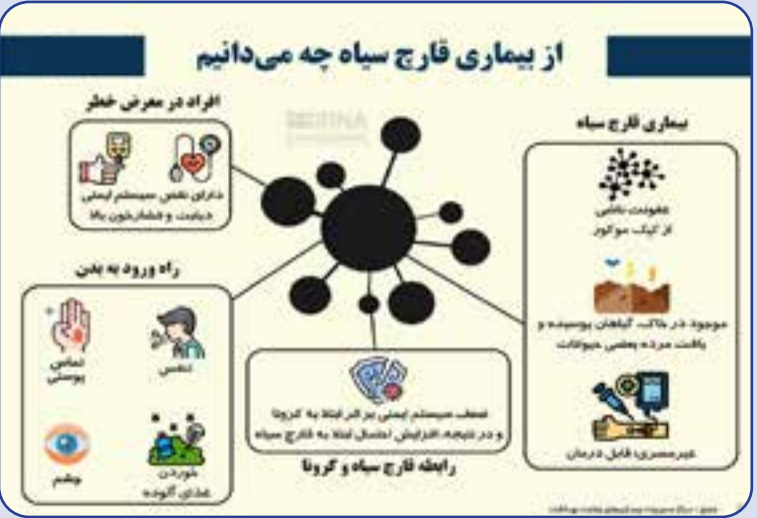 از بیماری قارچ سیاه چه می‌دانیم
بیماری قارچ سیاه
عفونت ناشی
از کپک موکور
موجود در خاک، گیاهان پوسیده و
بافت مرده بعضی حیوانات
غیرمسری؛ قابل درمان
افراد در معرض خطر
دارای نقص سیستم ایمنی
دیابت و فشارخون بالا
راه ورود به بدن
تنفس
تماس
پوستی
خوردن
غذای آلوده
چشم
ضعف سیستم ایمنی بر اثر ابتلا به کرونا
و در نتیجه، افزایش احتمال ابتلا به قارچ سیاه
رابطه قارچ سیاه و کرونا
IRNA